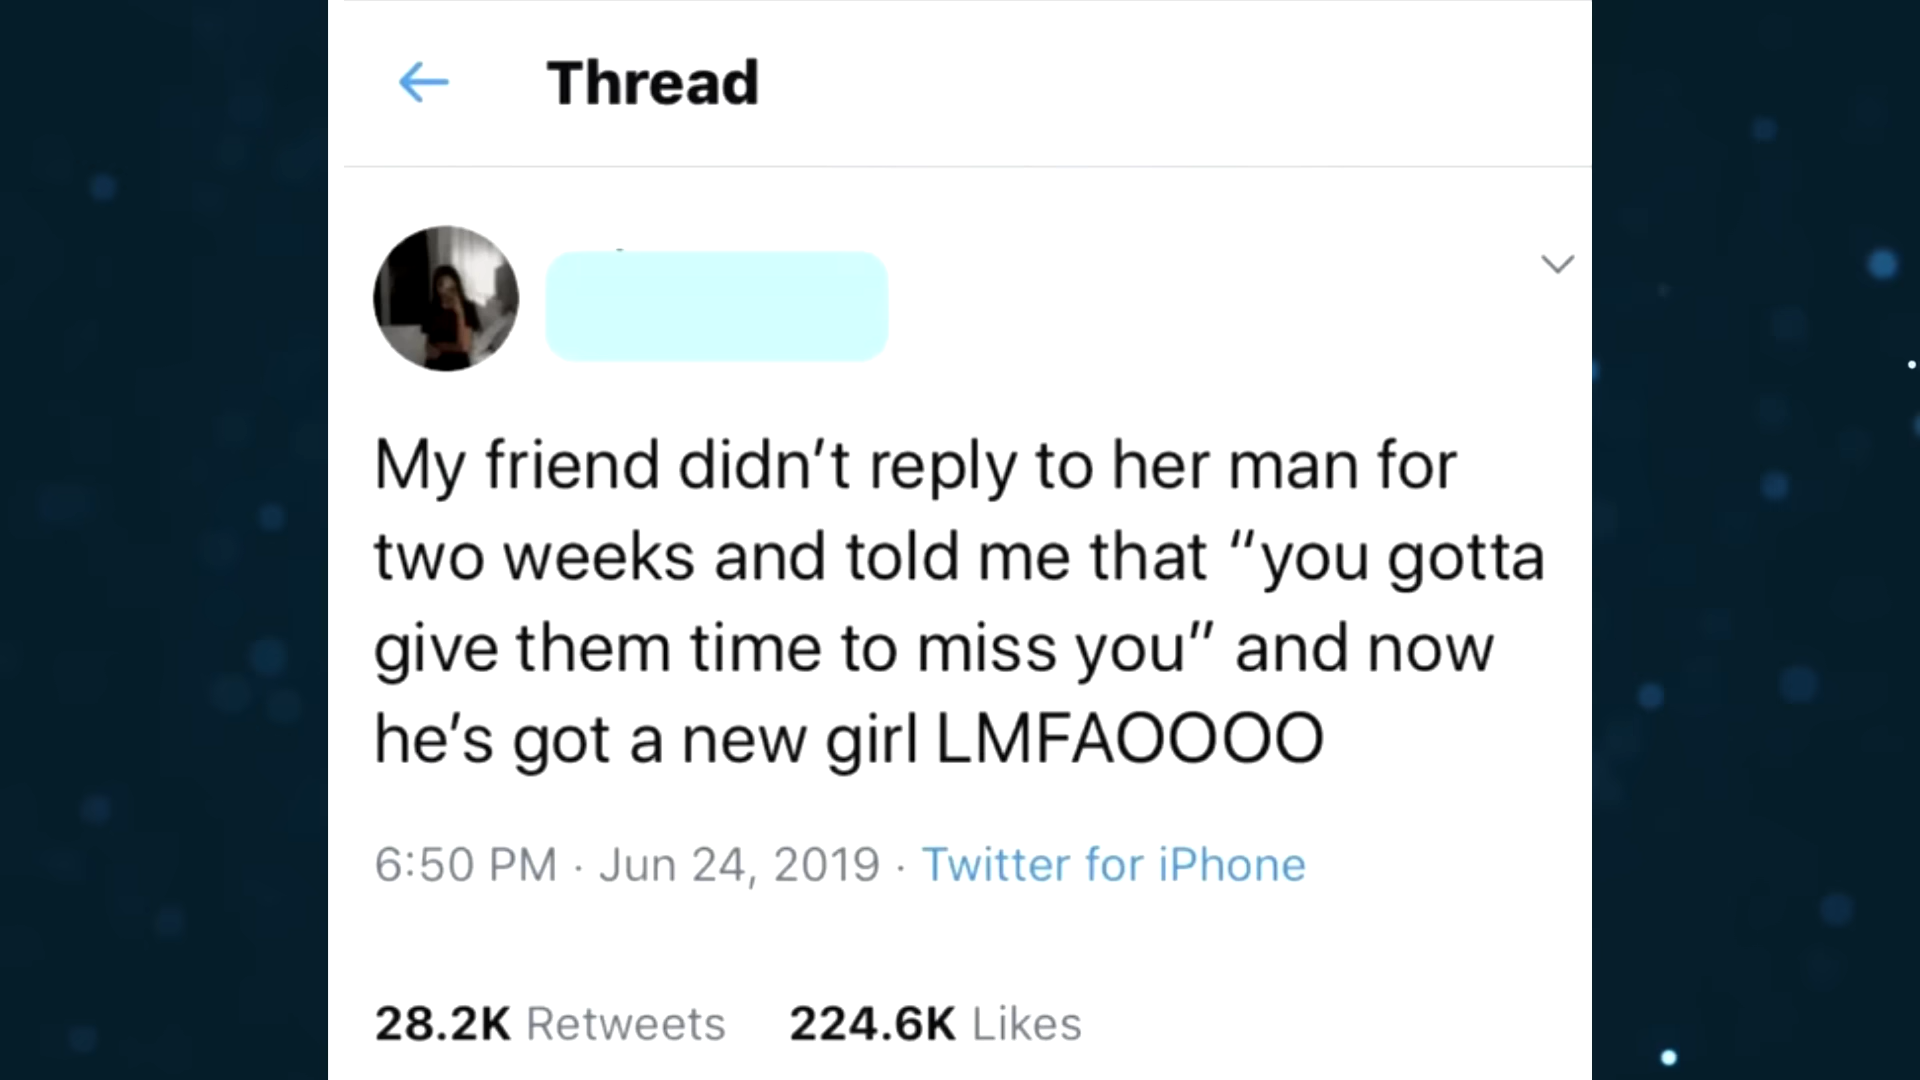 Thread
My friend didn’t reply to her man for
two weeks and told me that “you gotta
give them time to miss you” and now
he’s got a new girl LMFAOOOO
6:50 PM · Jun 24, 2019 · Twitter for iPhone
28.2K Retweets 224.6K Likes